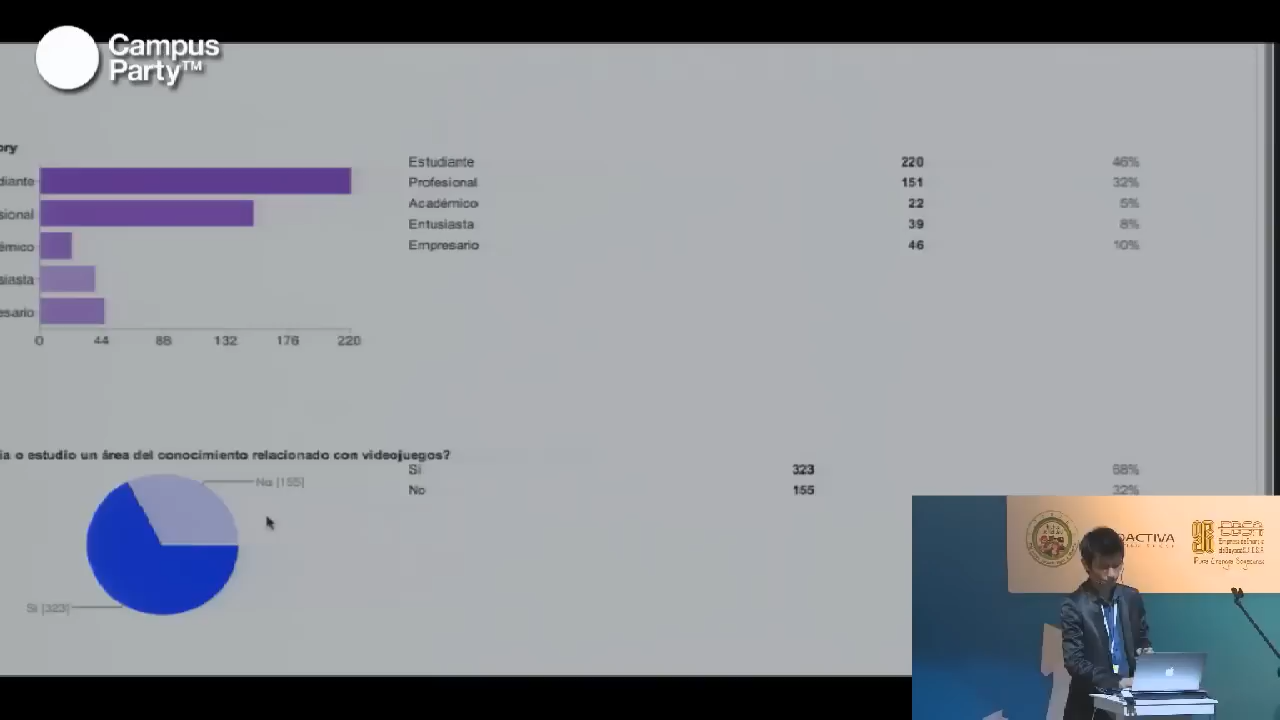 Campus
Party™
ory
diante
sional
émico
siasta
esario
0 44 88 132 176 220
Estudiante 220 46%
Profesional 151 32%
Académico 22 5%
Entusiasta 39 8%
Empresario 46 10%
ia o estudio un área del conocimiento relacionado con videojuegos?
No [155]
Si [323]
Si 323 68%
No 155 32%
OACTIVA
EBSA